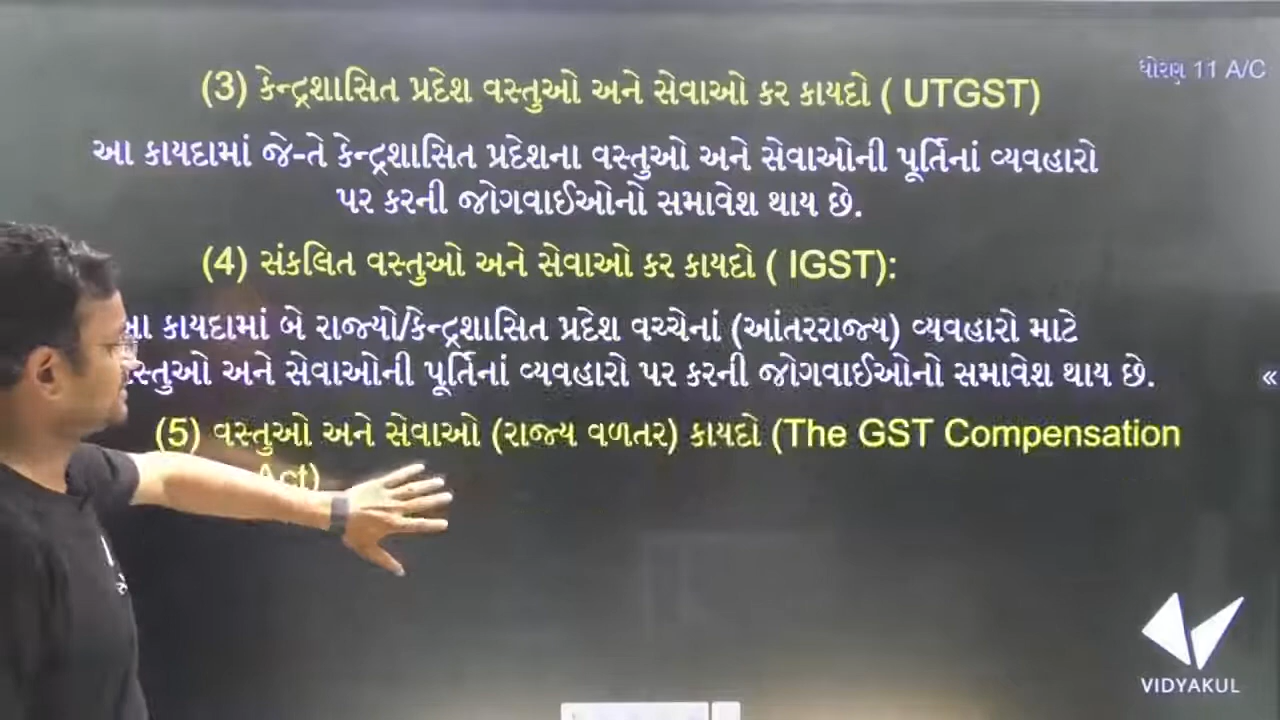 ધોરણ 11 A/C
(3) કેન્દ્રશાસિત પ્રદેશ વસ્તુઓ અને સેવાઓ કર કાયદો ( UTGST)
આ કાયદામાં જે-તે કેન્દ્રશાસિત પ્રદેશના વસ્તુઓ અને સેવાઓની પૂર્તિનાં વ્યવહારો
પર કરની જોગવાઈઓનો સમાવેશ થાય છે.
(4) સંકલિત વસ્તુઓ અને સેવાઓ કર કાયદો ( IGST):
કાયદામાં બે રાજ્યો/કેન્દ્રશાસિત પ્રદેશ વચ્ચેનાં (આંતરરાજ્ય) વ્યવહારો માટે
અને સેવાઓની પૂર્તિનાં વ્યવહારો પર કરની જોગવાઈઓનો સમાવેશ થાય છે.
(5) વસ્તુઓ અને સેવાઓ (રાજ્ય વળતર) કાયદો (The GST Compensation
Act)
«
VIDYAKUL